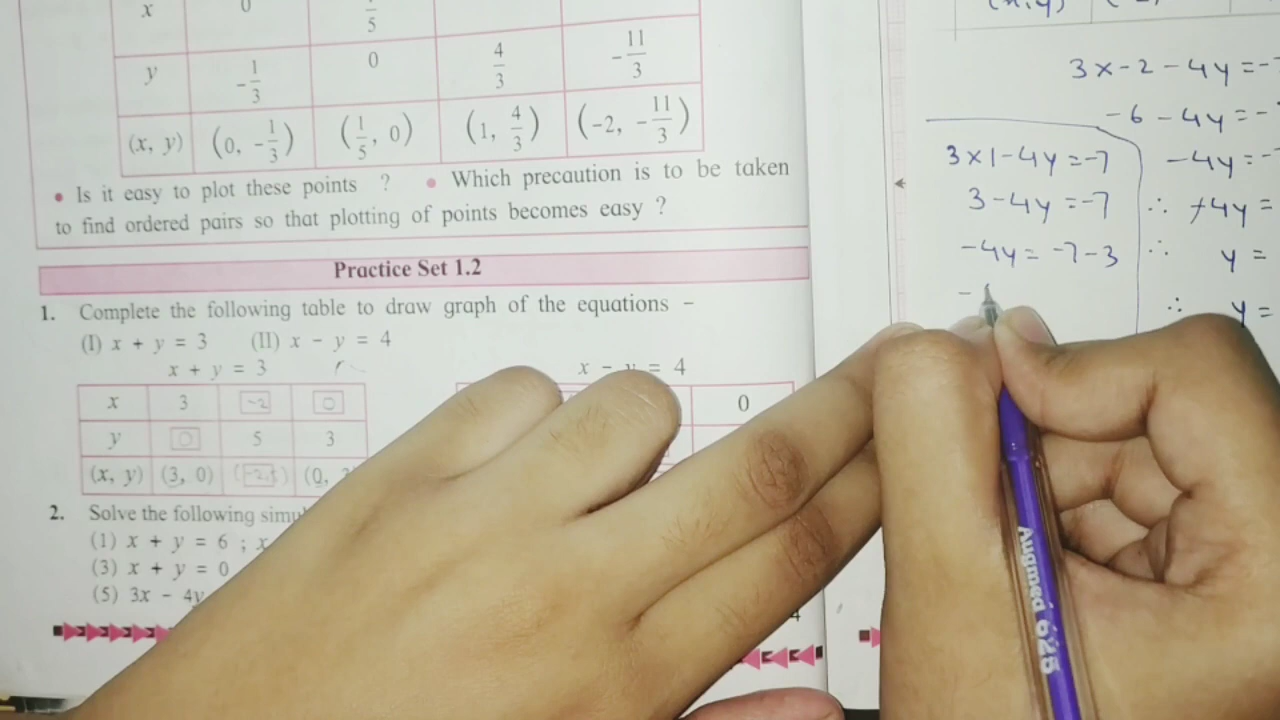 x 0 1/5
y -1/3 0 4/3 -11/3
(x, y) (0, -1/3) (1/5, 0) (1, 4/3) (-2, -11/3)
• Is it easy to plot these points ? • Which precaution is to be taken
to find ordered pairs so that plotting of points becomes easy ?
Practice Set 1.2
1. Complete the following table to draw graph of the equations –
(I) x + y = 3 (II) x - y = 4
x + y = 3
x 3 -2 0
y 0 5 3
(x, y) (3, 0) (-2,5) (0,
x - y = 4
0
2. Solve the following
(1) x + y = 6 ; x
(3) x + y = 0
(5) 3x - 4y
4
3x-2-4y=-
-6-4y=-
-4y=-
∴ +4y=
∴ y=
∴ y=
3x1-4y=-7
3-4y=-7
-4y=-7-3
-
Augmed 625